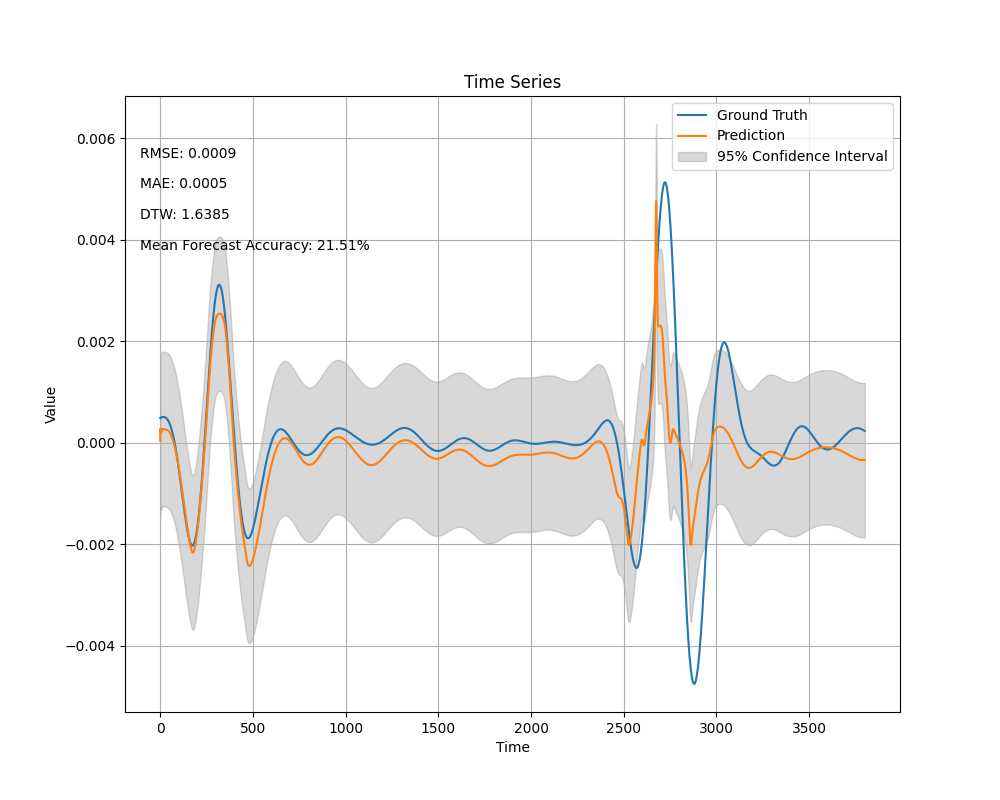 Time Series
Ground Truth
Prediction
95% Confidence Interval
RMSE: 0.0009
MAE: 0.0005
DTW: 1.6385
Mean Forecast Accuracy: 21.51%
Value
0.006
0.004
0.002
0.000
−0.002
−0.004
0 500 1000 1500 2000 2500 3000 3500
Time